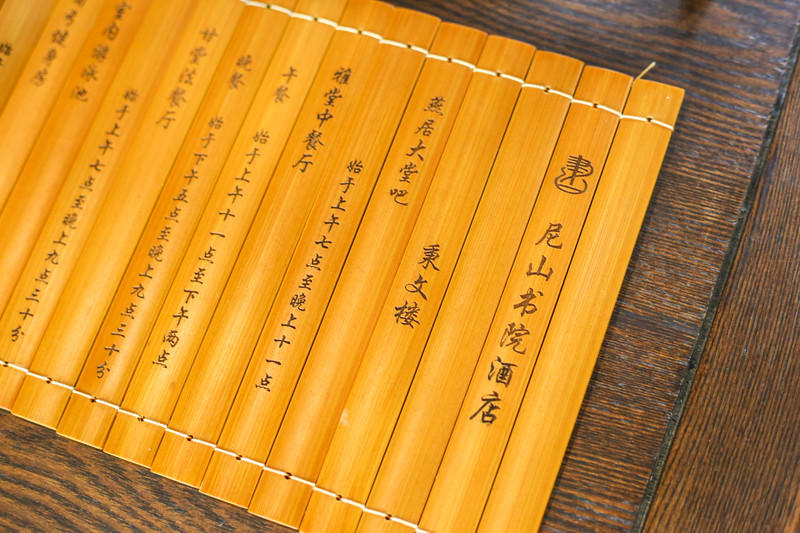 尼山书院酒店
秉文楼
燕居大堂吧
始于上午七点至晚上十一点
雅堂中餐厅
午餐 始于上午十一点至下午两点
晚餐 始于下午五点至晚上九点三十分
甘堂法餐厅
始于上午七点至晚上九点三十分
室内游泳池
健身房
始